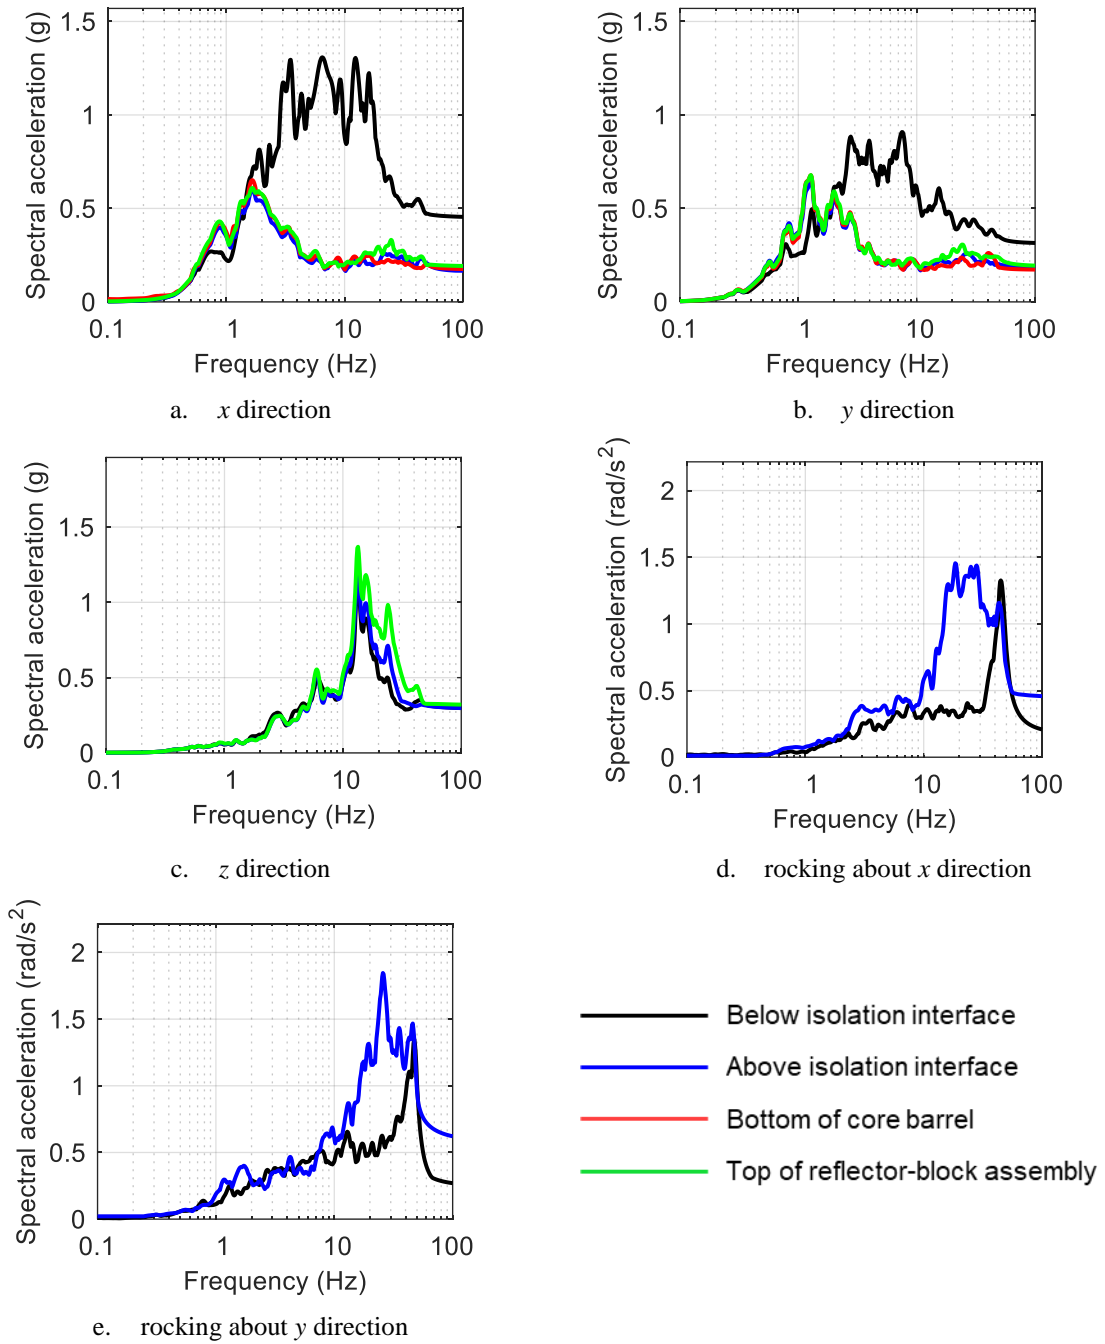 Spectral acceleration (g)
1.5
1
0.5
0
0.1
1
10
100
Frequency (Hz)
a. x direction
Spectral acceleration (g)
1.5
1
0.5
0
0.1
1
10
100
Frequency (Hz)
b. y direction
Spectral acceleration (g)
1.5
1
0.5
0
0.1
1
10
100
Frequency (Hz)
c. z direction
Spectral acceleration (rad/s²)
2
1.5
1
0.5
0
0.1
1
10
100
Frequency (Hz)
d. rocking about x direction
Spectral acceleration (rad/s²)
2
1.5
1
0.5
0
0.1
1
10
100
Frequency (Hz)
e. rocking about y direction
Below isolation interface
Above isolation interface
Bottom of core barrel
Top of reflector-block assembly